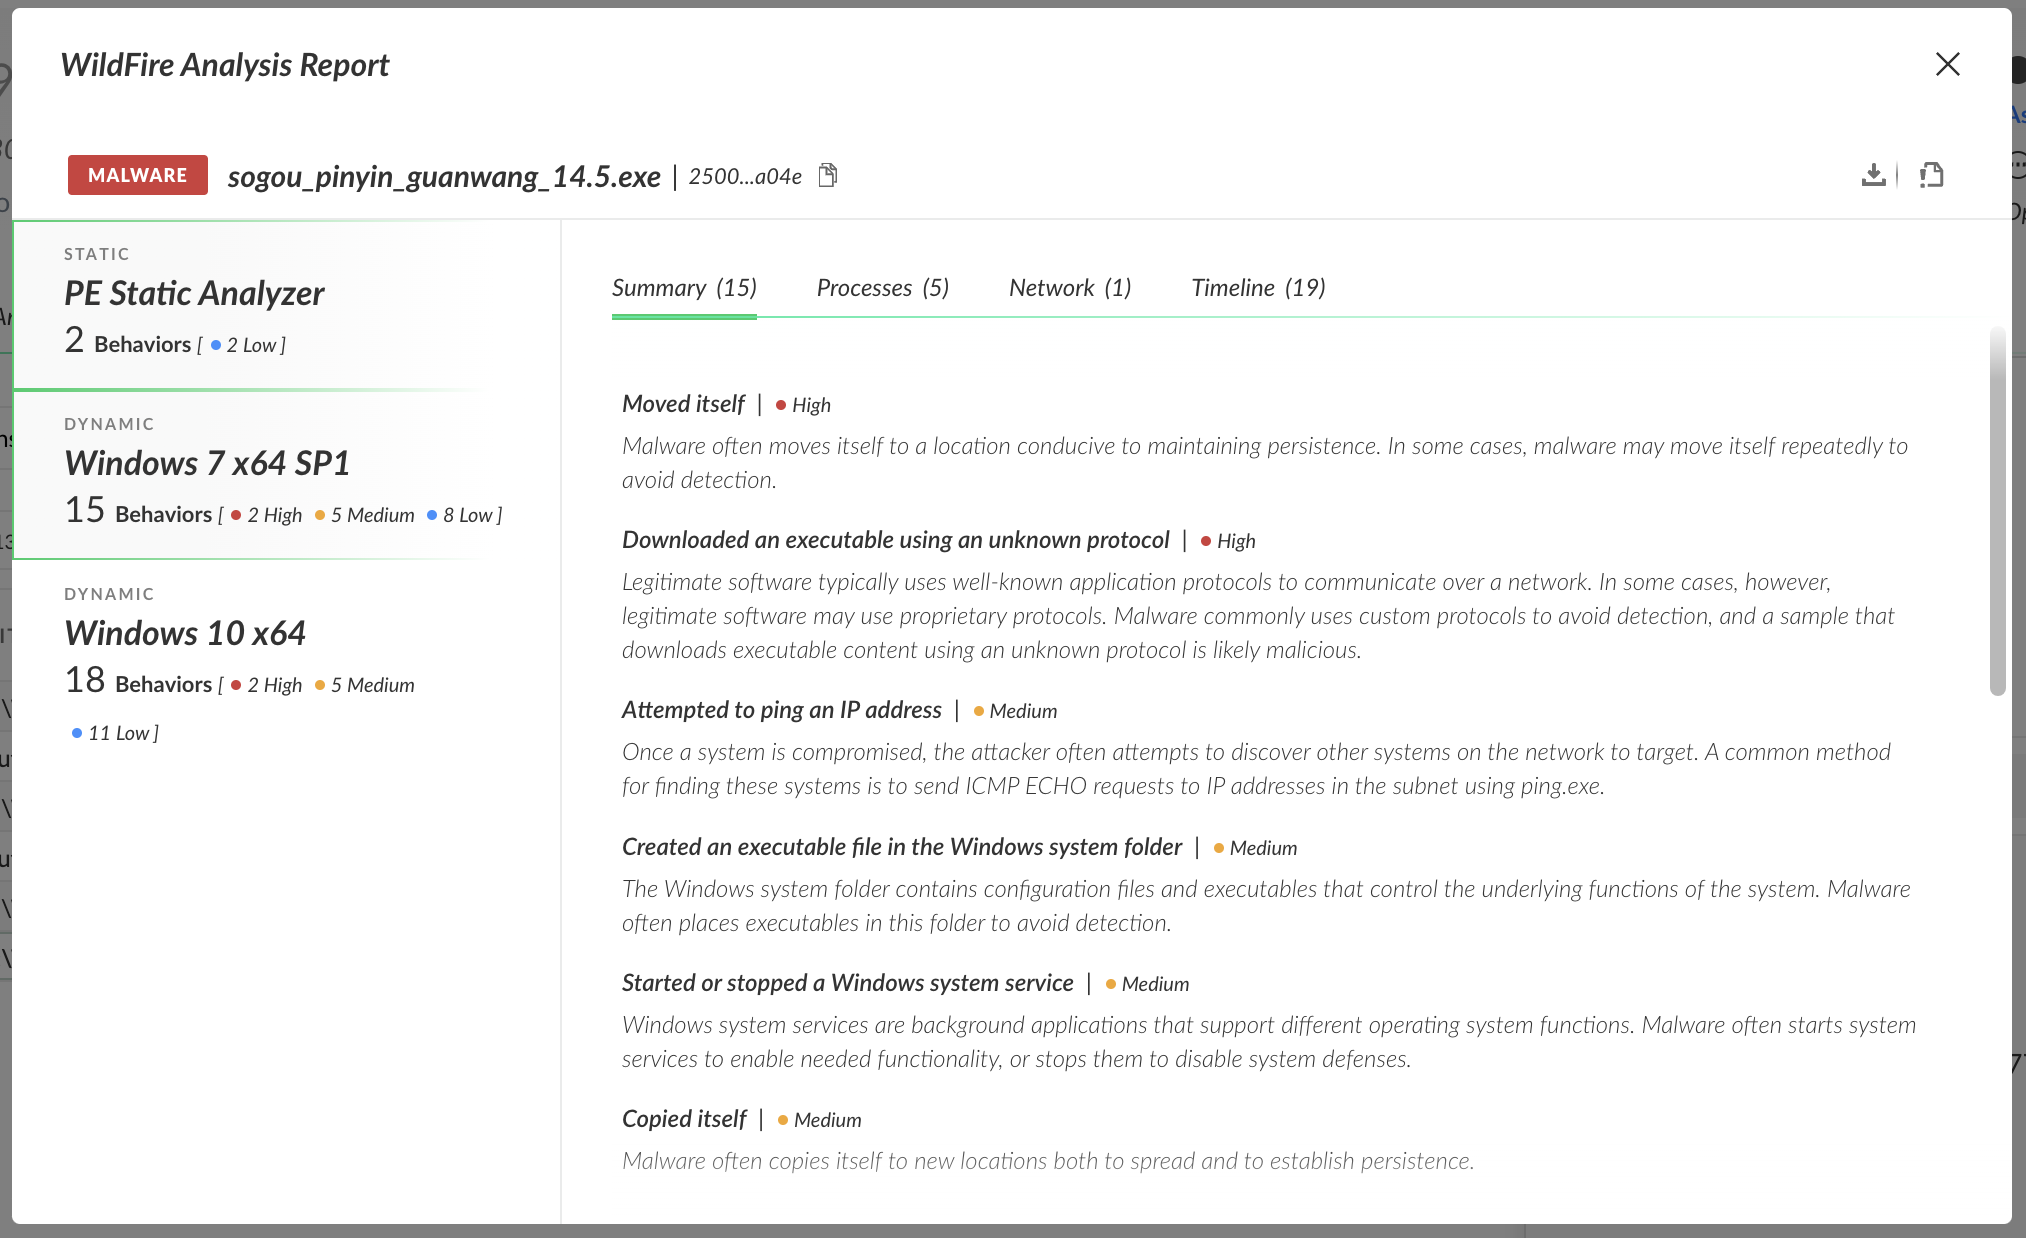 WildFire Analysis Report
MALWARE
sogou_pinyin_guanwang_14.5.exe | 2500...a04e
STATIC
PE Static Analyzer
2 Behaviors [ 2 Low ]
DYNAMIC
Windows 7 x64 SP1
15 Behaviors [ 2 High 5 Medium 8 Low ]
DYNAMIC
Windows 10 x64
18 Behaviors [ 2 High 5 Medium
11 Low ]
Summary (15) Processes (5) Network (1) Timeline (19)
Moved itself | High
Malware often moves itself to a location conducive to maintaining persistence. In some cases, malware may move itself repeatedly to
avoid detection.
Downloaded an executable using an unknown protocol | High
Legitimate software typically uses well-known application protocols to communicate over a network. In some cases, however,
legitimate software may use proprietary protocols. Malware commonly uses custom protocols to avoid detection, and a sample that
downloads executable content using an unknown protocol is likely malicious.
Attempted to ping an IP address | Medium
Once a system is compromised, the attacker often attempts to discover other systems on the network to target. A common method
for finding these systems is to send ICMP ECHO requests to IP addresses in the subnet using ping.exe.
Created an executable file in the Windows system folder | Medium
The Windows system folder contains configuration files and executables that control the underlying functions of the system. Malware
often places executables in this folder to avoid detection.
Started or stopped a Windows system service | Medium
Windows system services are background applications that support different operating system functions. Malware often starts system
services to enable needed functionality, or stops them to disable system defenses.
Copied itself | Medium
Malware often copies itself to new locations both to spread and to establish persistence.